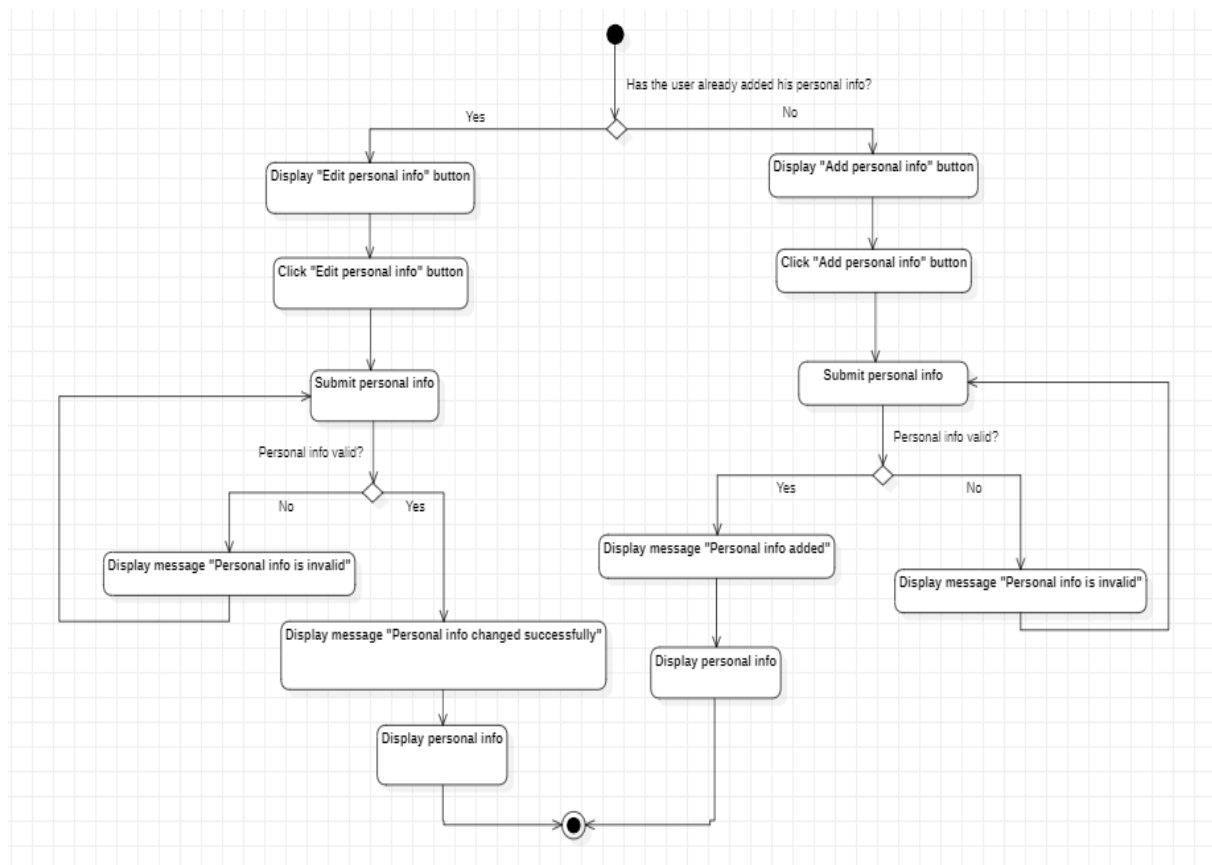 Has the user already added his personal info?
Yes
No
Display "Edit personal info" button
Display "Add personal info" button
Click "Edit personal info" button
Click "Add personal info" button
Submit personal info
Submit personal info
Personal info valid?
Personal info valid?
No
Yes
Yes
No
Display message "Personal info is invalid"
Display message "Personal info added"
Display message "Personal info is invalid"
Display message "Personal info changed successfully"
Display personal info
Display personal info